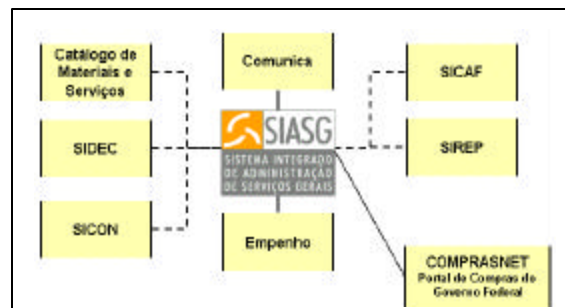 Catálogo de
Materiais e
Serviços
Comunica
SICAF
SIDEC
SIASG
SISTEMA INTEGRADO
DE ADMINISTRAÇÃO
DE SERVIÇOS GERAIS
SIREP
SICON
Empenho
COMPRASNET
Portal de Compras do
Governo Federal